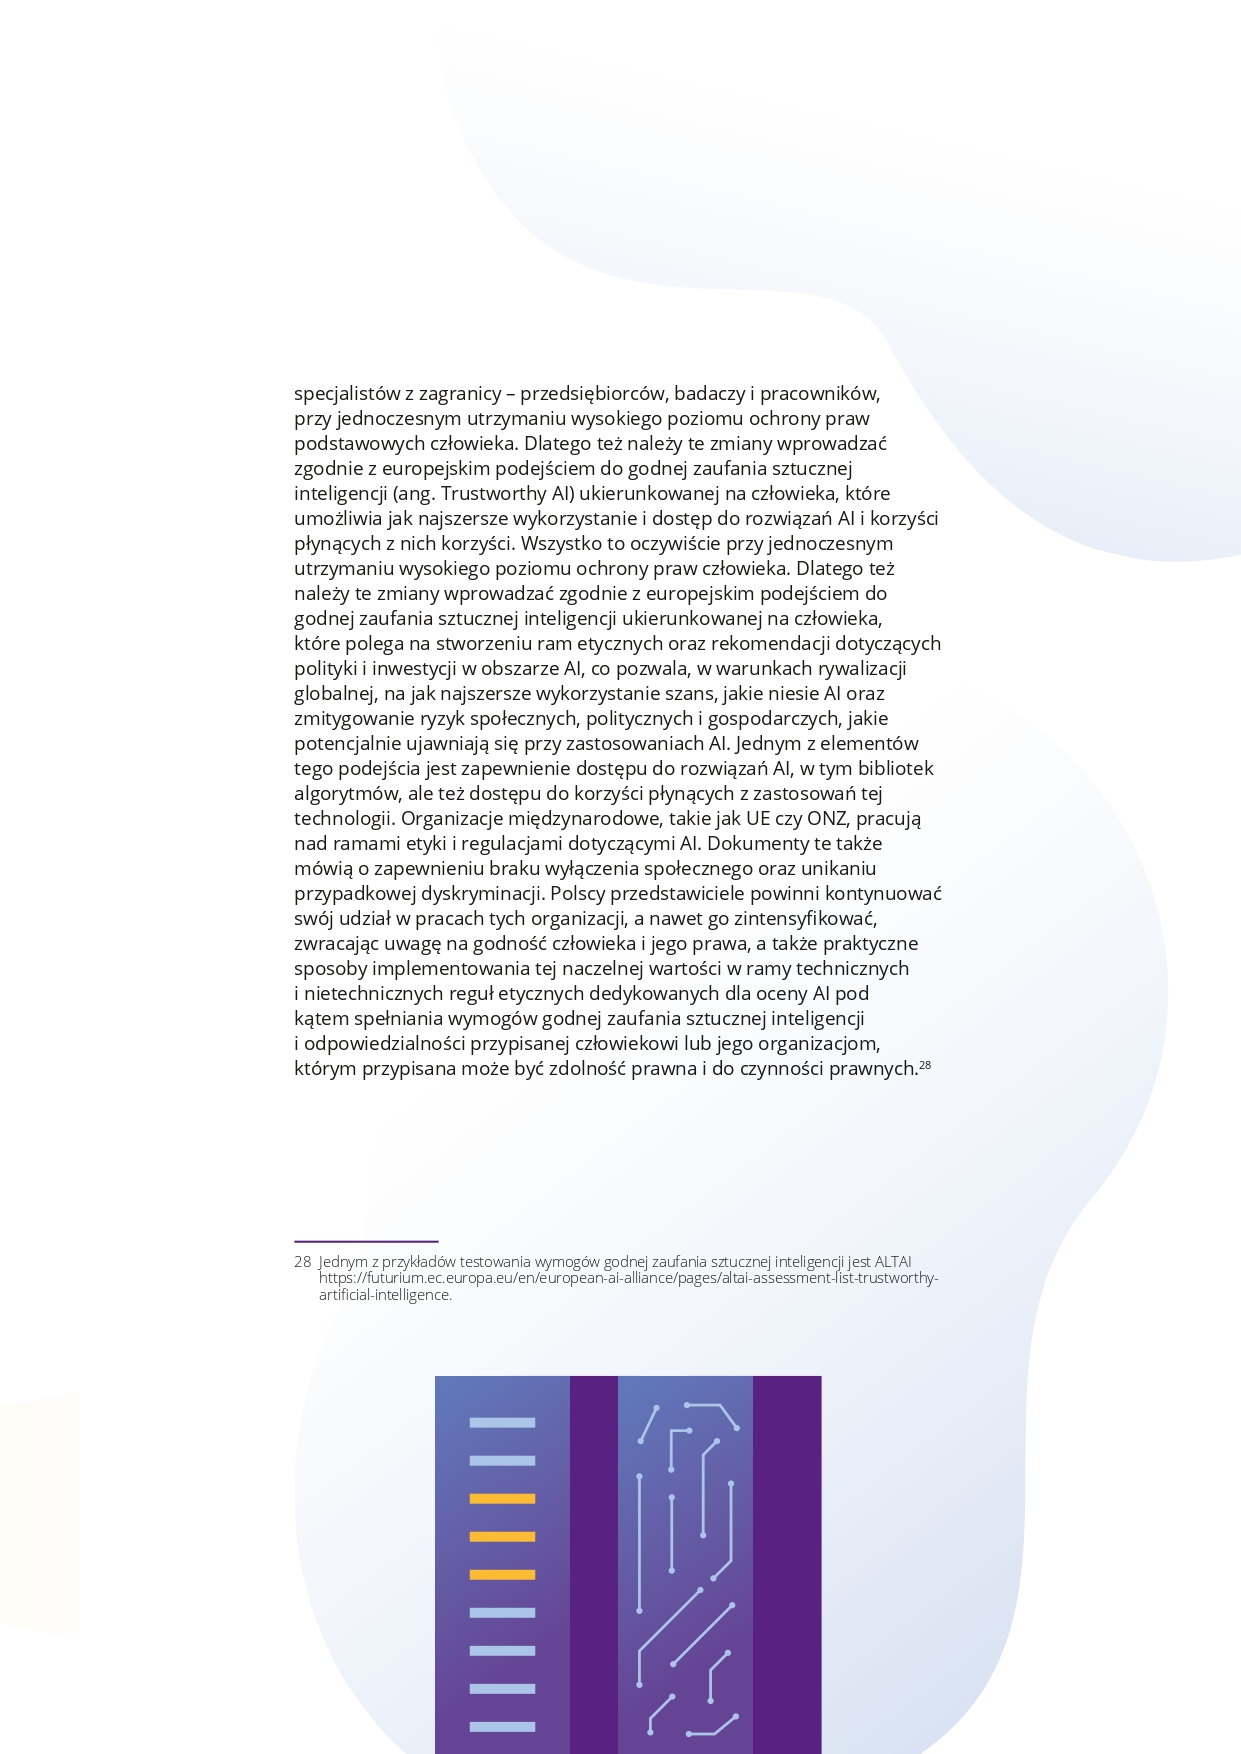 specjalistów z zagranicy – przedsiębiorców, badaczy i pracowników,
przy jednoczesnym utrzymaniu wysokiego poziomu ochrony praw
podstawowych człowieka. Dlatego też należy te zmiany wprowadzać
zgodnie z europejskim podejściem do godnej zaufania sztucznej
inteligencji (ang. Trustworthy AI) ukierunkowanej na człowieka, które
umożliwia jak najszersze wykorzystanie i dostęp do rozwiązań AI i korzyści
płynących z nich korzyści. Wszystko to oczywiście przy jednoczesnym
utrzymaniu wysokiego poziomu ochrony praw człowieka. Dlatego też
należy te zmiany wprowadzać zgodnie z europejskim podejściem do
godnej zaufania sztucznej inteligencji ukierunkowanej na człowieka,
które polega na stworzeniu ram etycznych oraz rekomendacji dotyczących
polityki i inwestycji w obszarze AI, co pozwala, w warunkach rywalizacji
globalnej, na jak najszersze wykorzystanie szans, jakie niesie AI oraz
zmitygowanie ryzyk społecznych, politycznych i gospodarczych, jakie
potencjalnie ujawniają się przy zastosowaniach AI. Jednym z elementów
tego podejścia jest zapewnienie dostępu do rozwiązań AI, w tym bibliotek
algorytmów, ale też dostępu do korzyści płynących z zastosowań tej
technologii. Organizacje międzynarodowe, takie jak UE czy ONZ, pracują
nad ramami etyki i regulacjami dotyczącymi AI. Dokumenty te także
mówią o zapewnieniu braku wyłączenia społecznego oraz unikaniu
przypadkowej dyskryminacji. Polscy przedstawiciele powinni kontynuować
swój udział w pracach tych organizacji, a nawet go zintensyfikować,
zwracając uwagę na godność człowieka i jego prawa, a także praktyczne
sposoby implementowania tej naczelnej wartości w ramy technicznych
i nietechnicznych reguł etycznych dedykowanych dla oceny AI pod
kątem spełniania wymogów godnej zaufania sztucznej inteligencji
i odpowiedzialności przypisanej człowiekowi lub jego organizacjom,
którym przypisana może być zdolność prawna i do czynności prawnych.28
28 Jednym z przykładów testowania wymogów godnej zaufania sztucznej inteligencji jest ALTAI
https://futurium.ec.europa.eu/en/european-ai-alliance/pages/altai-assessment-list-trustworthy-
artificial-intelligence.